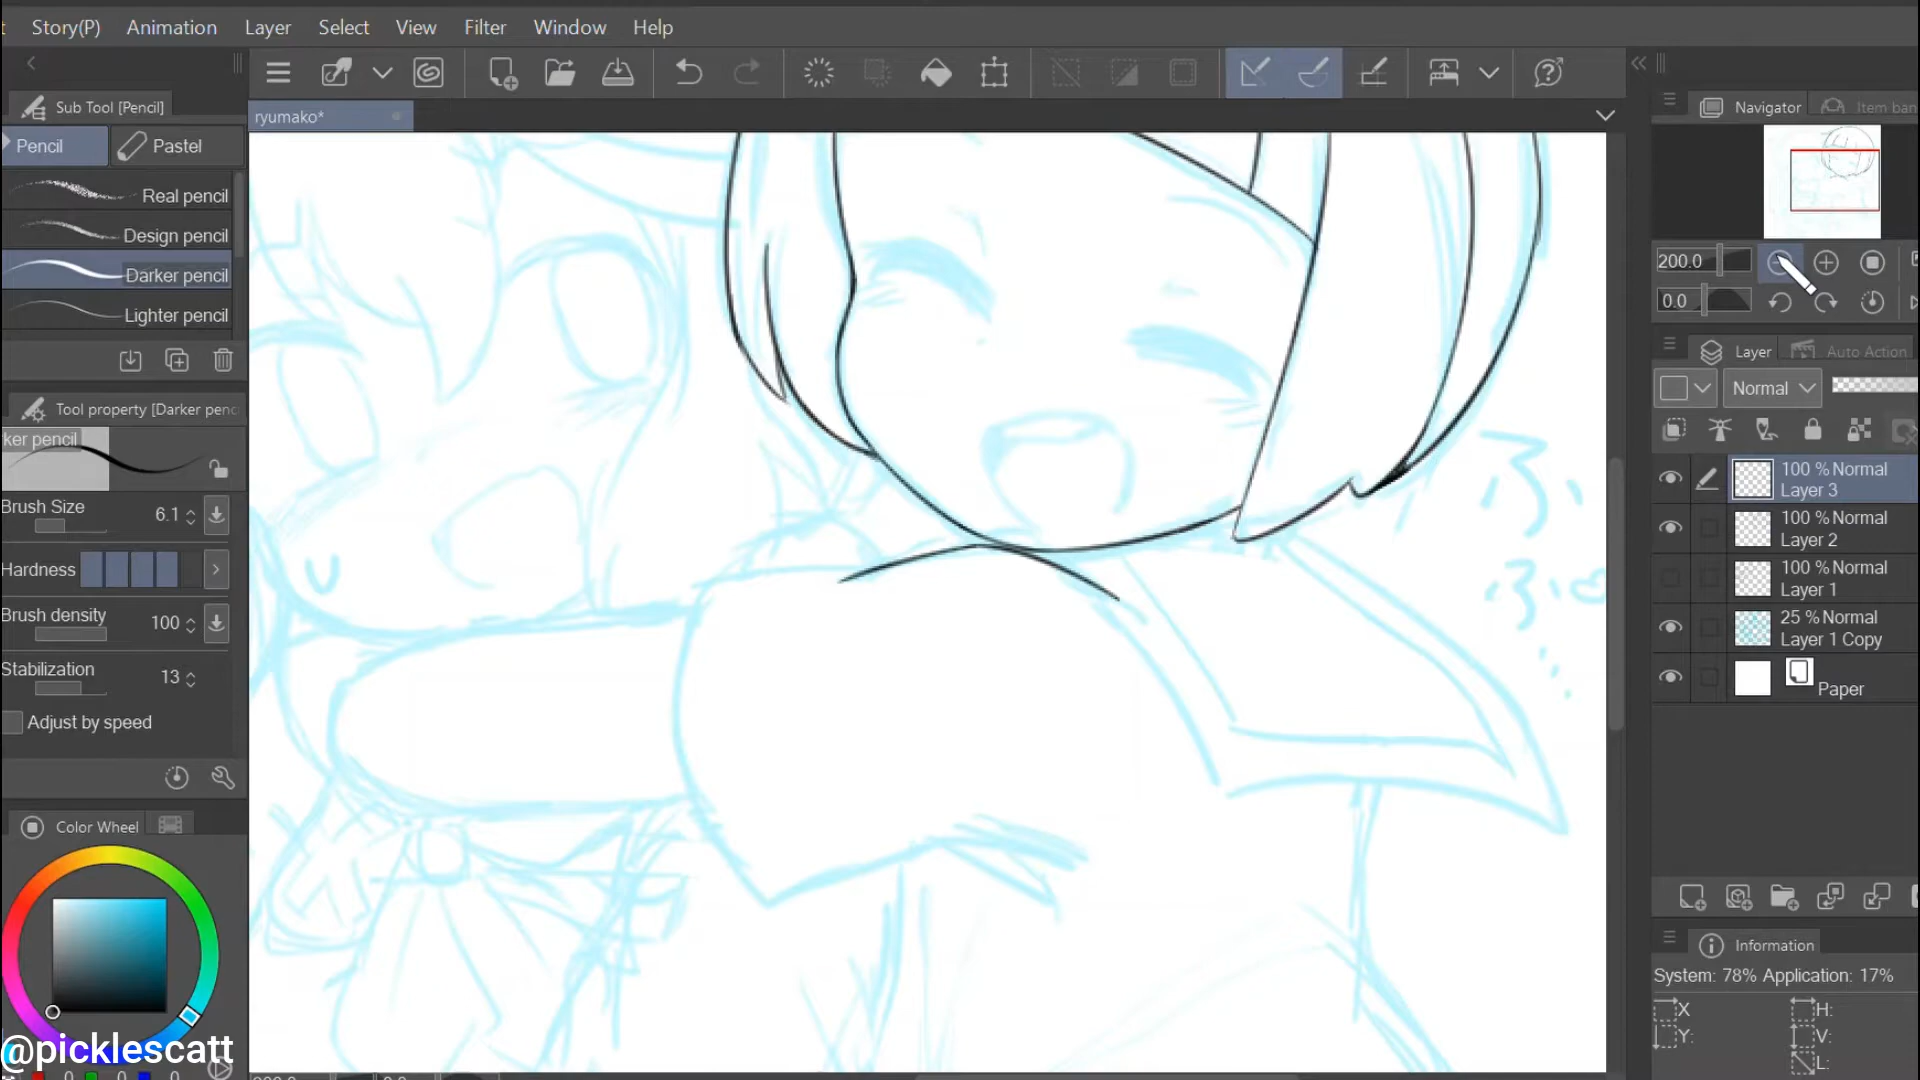 Story(P) Animation Layer Select View Filter Window Help
Sub Tool [Pencil]
Pencil
Pastel
Real pencil
Design pencil
Darker pencil
Lighter pencil
Tool property [Darker penc
ker pencil
Brush Size 6.1
Hardness
Brush density 100
Stabilization 13
Adjust by speed
Color Wheel
@picklescatt
ryumako*
ふ
ふ
Navigator
Item ban
200.0
0.0
Layer
Auto Action
Normal
100 % Normal
Layer 3
100 % Normal
Layer 2
100 % Normal
Layer 1
25 % Normal
Layer 1 Copy
Paper
Information
System: 78% Application: 17%
X
H:
Y:
V:
L: